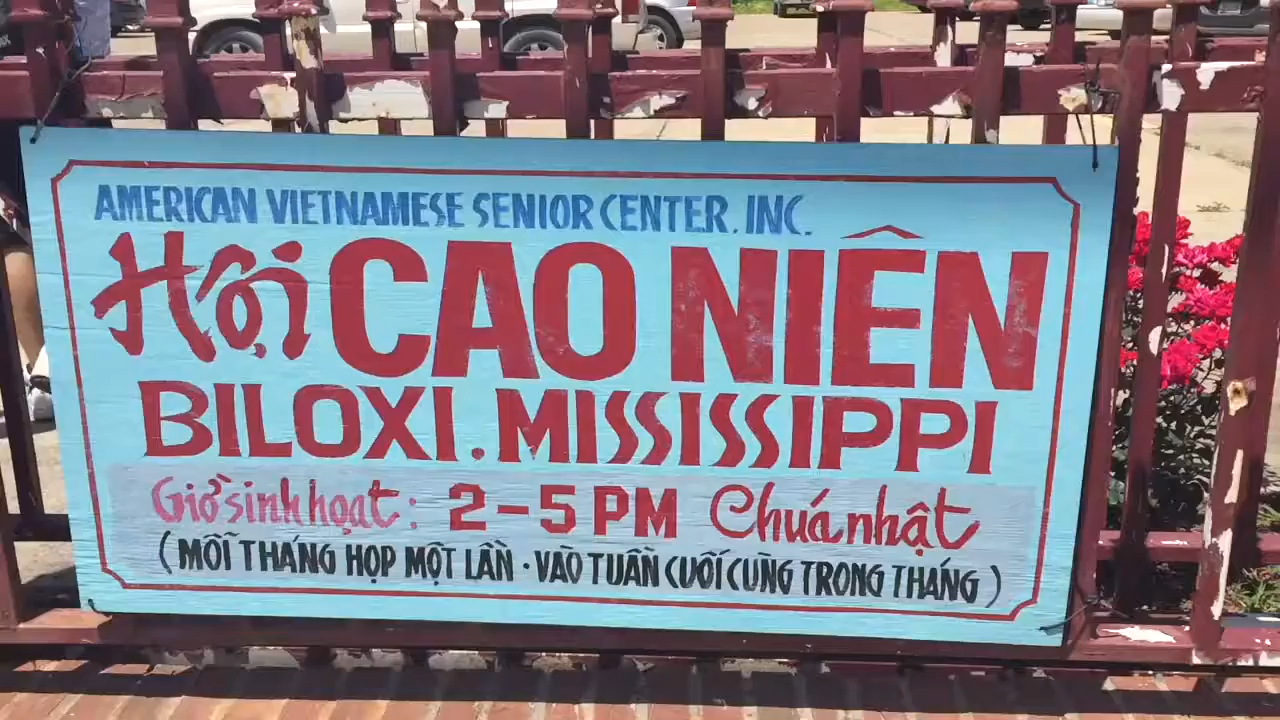 AMERICAN VIETNAMESE SENIOR CENTER. INC.
Hội CAO NIÊN
BILOXI. MISSISSIPPI
Giờ sinh hoạt: 2-5 PM Chúa nhật
(MỖI THÁNG HỌP MỘT LẦN · VÀO TUẦN CUỐI CÙNG TRONG THÁNG)